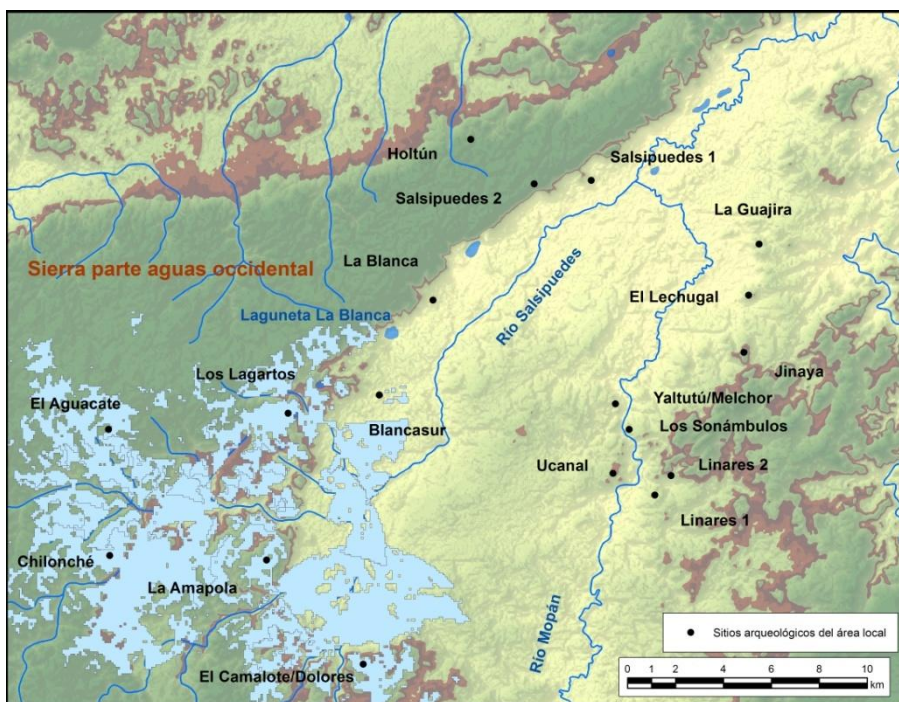 Holtún
Salsipuedes 1
Salsipuedes 2
La Guajira
Sierra parte aguas occidental
La Blanca
Río Salsipuedes
El Lechugal
Laguneta La Blanca
Jinaya
Los Lagartos
El Aguacate
Yaltutú/Melchor
Blancasur
Los Sonámbulos
Ucanal
Linares 2
Linares 1
Chilonché
La Amapola
Río Mopán
Sitios arqueológicos del área local
El Camalote/Dolores
0 1 2 4 6 8 10
km